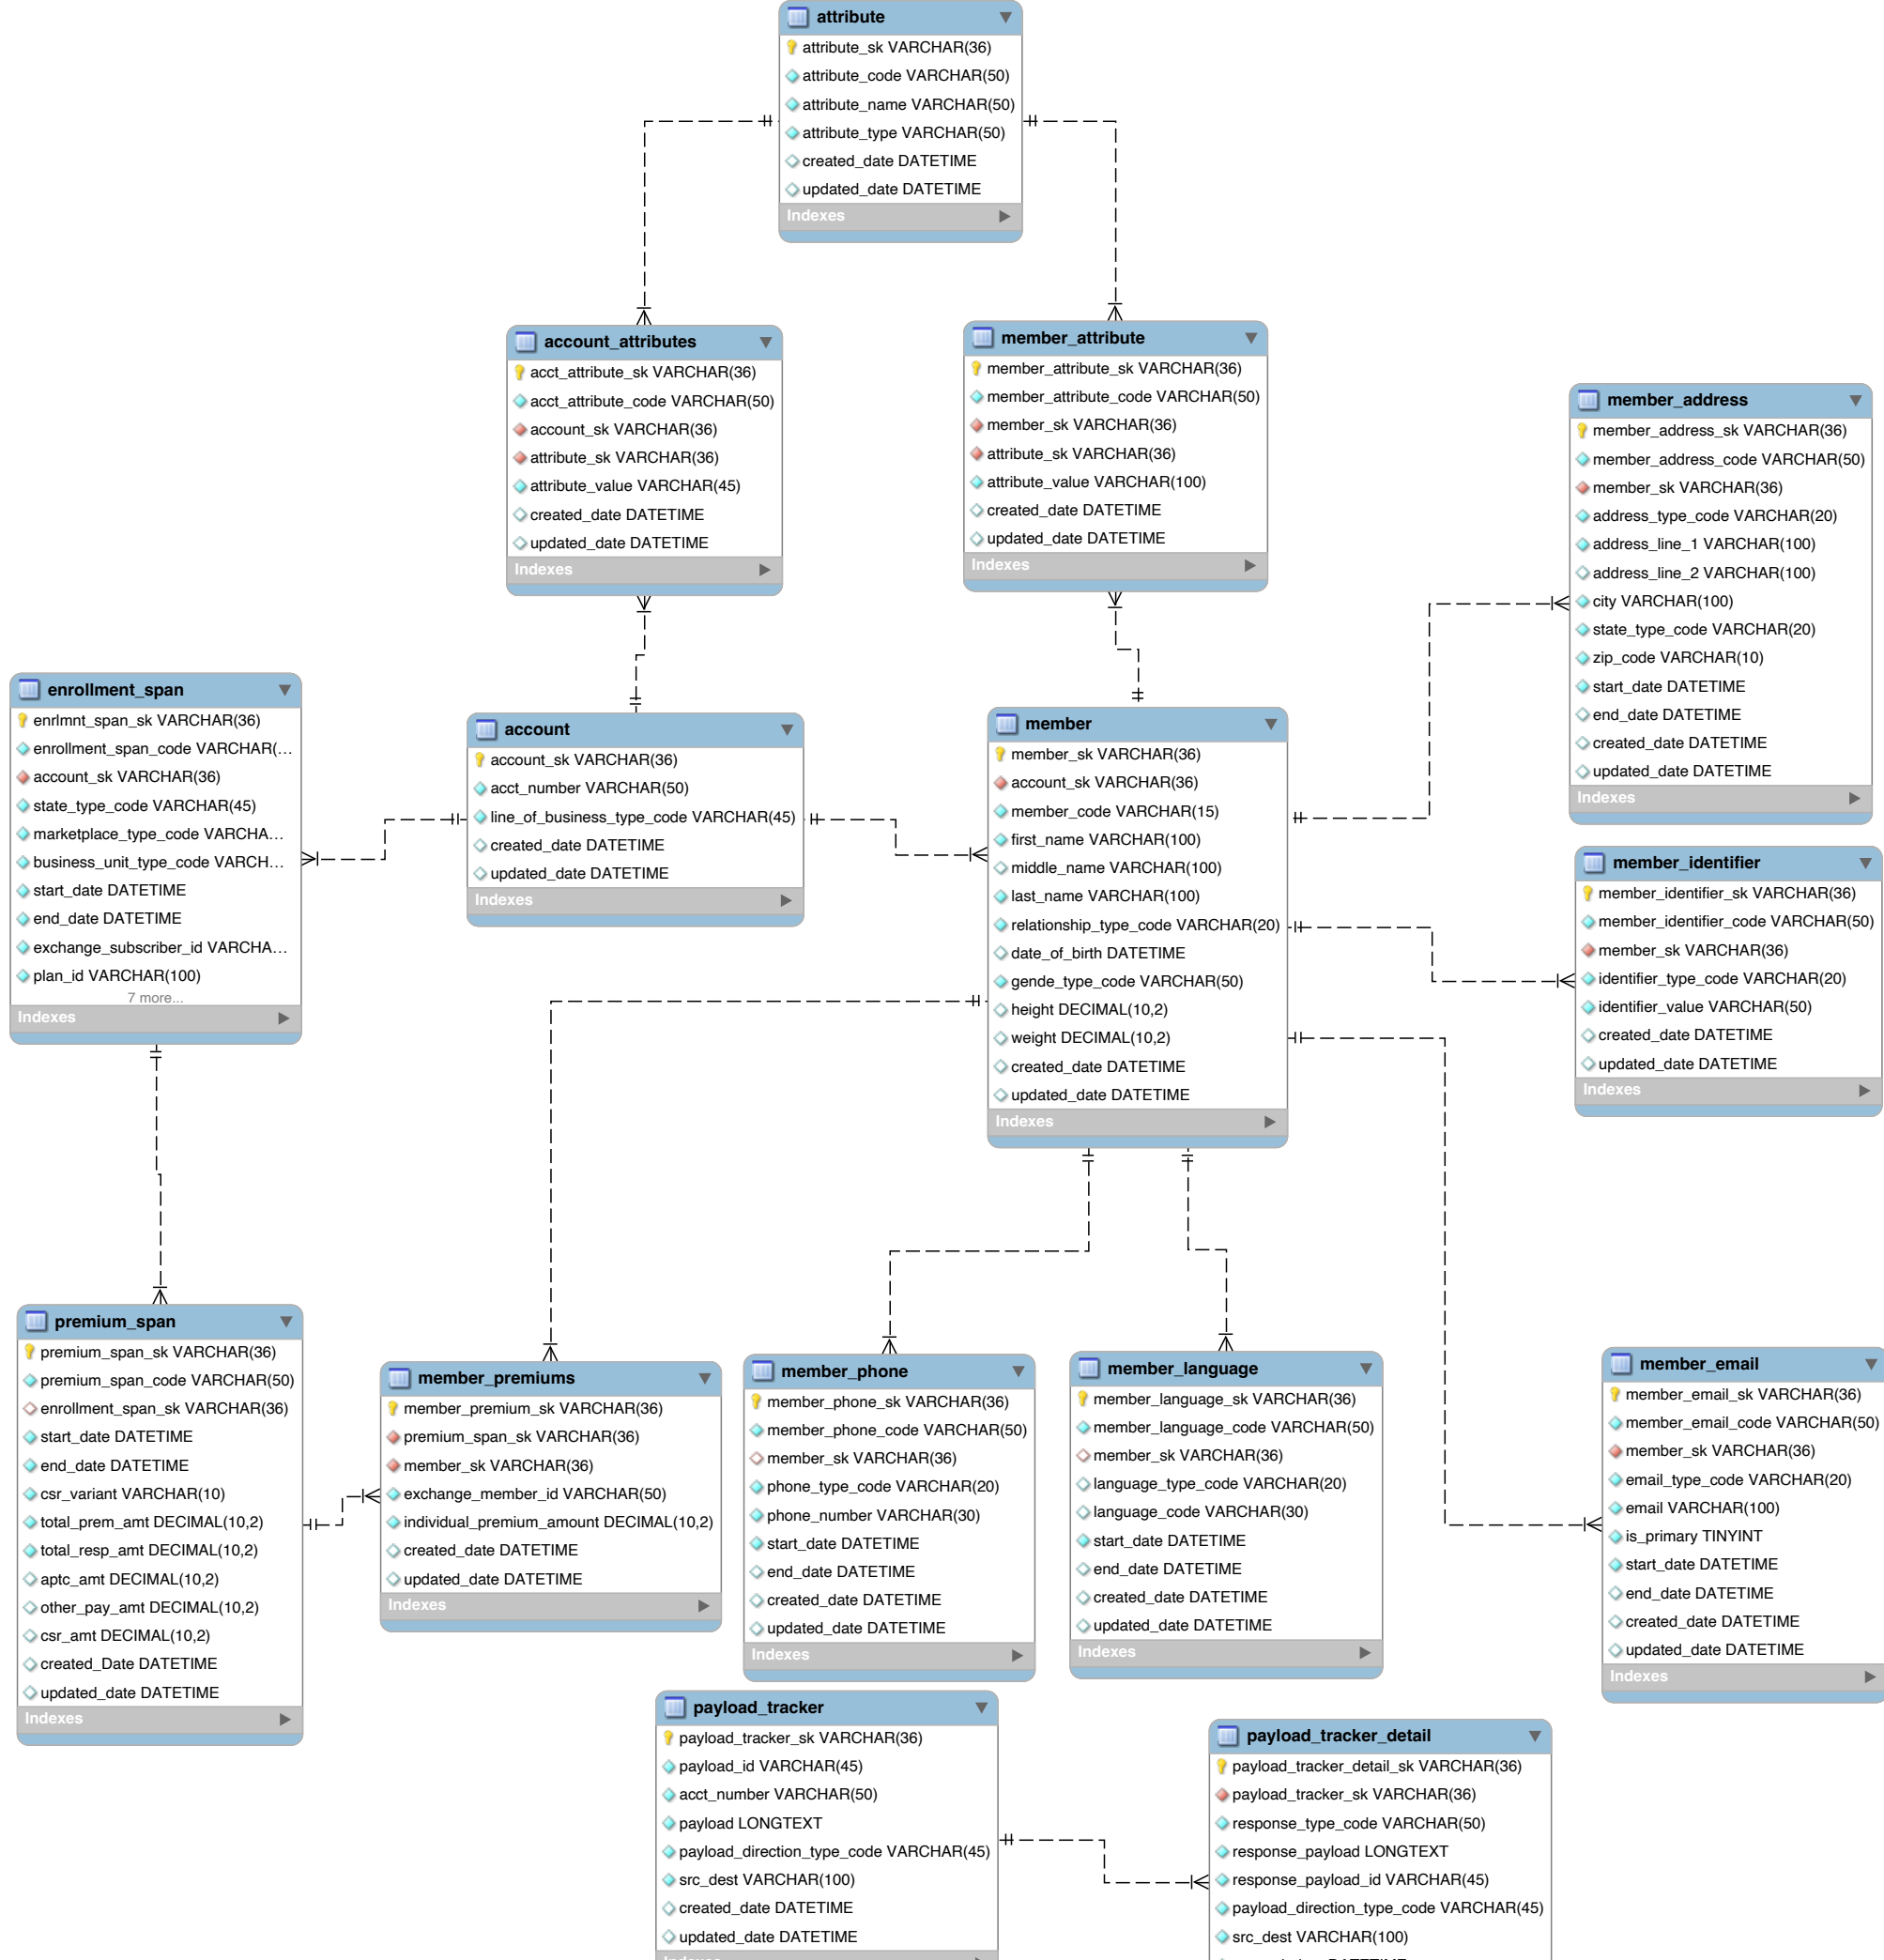 attribute
attribute_sk VARCHAR(36)
attribute_code VARCHAR(50)
attribute_name VARCHAR(50)
attribute_type VARCHAR(50)
created_date DATETIME
updated_date DATETIME
Indexes
account_attributes
acct_attribute_sk VARCHAR(36)
acct_attribute_code VARCHAR(50)
account_sk VARCHAR(36)
attribute_sk VARCHAR(36)
attribute_value VARCHAR(45)
created_date DATETIME
updated_date DATETIME
Indexes
member_attribute
member_attribute_sk VARCHAR(36)
member_attribute_code VARCHAR(50)
member_sk VARCHAR(36)
attribute_sk VARCHAR(36)
attribute_value VARCHAR(100)
created_date DATETIME
updated_date DATETIME
Indexes
member_address
member_address_sk VARCHAR(36)
member_address_code VARCHAR(50)
member_sk VARCHAR(36)
address_type_code VARCHAR(20)
address_line_1 VARCHAR(100)
address_line_2 VARCHAR(100)
city VARCHAR(100)
state_type_code VARCHAR(20)
zip_code VARCHAR(10)
start_date DATETIME
end_date DATETIME
created_date DATETIME
updated_date DATETIME
Indexes
enrollment_span
enrlmnt_span_sk VARCHAR(36)
enrollment_span_code VARCHAR(...
account_sk VARCHAR(36)
state_type_code VARCHAR(45)
marketplace_type_code VARCHA...
business_unit_type_code VARCH...
start_date DATETIME
end_date DATETIME
exchange_subscriber_id VARCHA...
plan_id VARCHAR(100)
7 more...
Indexes
account
account_sk VARCHAR(36)
acct_number VARCHAR(50)
line_of_business_type_code VARCHAR(45)
created_date DATETIME
updated_date DATETIME
Indexes
member
member_sk VARCHAR(36)
account_sk VARCHAR(36)
member_code VARCHAR(15)
first_name VARCHAR(100)
middle_name VARCHAR(100)
last_name VARCHAR(100)
relationship_type_code VARCHAR(20)
date_of_birth DATETIME
gende_type_code VARCHAR(50)
height DECIMAL(10,2)
weight DECIMAL(10,2)
created_date DATETIME
updated_date DATETIME
Indexes
member_identifier
member_identifier_sk VARCHAR(36)
member_identifier_code VARCHAR(50)
member_sk VARCHAR(36)
identifier_type_code VARCHAR(20)
identifier_value VARCHAR(50)
created_date DATETIME
updated_date DATETIME
Indexes
premium_span
premium_span_sk VARCHAR(36)
premium_span_code VARCHAR(50)
enrollment_span_sk VARCHAR(36)
start_date DATETIME
end_date DATETIME
csr_variant VARCHAR(10)
total_prem_amt DECIMAL(10,2)
total_resp_amt DECIMAL(10,2)
aptc_amt DECIMAL(10,2)
other_pay_amt DECIMAL(10,2)
csr_amt DECIMAL(10,2)
created_Date DATETIME
updated_date DATETIME
Indexes
member_premiums
member_premium_sk VARCHAR(36)
premium_span_sk VARCHAR(36)
member_sk VARCHAR(36)
exchange_member_id VARCHAR(50)
individual_premium_amount DECIMAL(10,2)
created_date DATETIME
updated_date DATETIME
Indexes
member_phone
member_phone_sk VARCHAR(36)
member_phone_code VARCHAR(50)
member_sk VARCHAR(36)
phone_type_code VARCHAR(20)
phone_number VARCHAR(30)
start_date DATETIME
end_date DATETIME
created_date DATETIME
updated_date DATETIME
Indexes
member_language
member_language_sk VARCHAR(36)
member_language_code VARCHAR(50)
member_sk VARCHAR(36)
language_type_code VARCHAR(20)
language_code VARCHAR(30)
start_date DATETIME
end_date DATETIME
created_date DATETIME
updated_date DATETIME
Indexes
member_email
member_email_sk VARCHAR(36)
member_email_code VARCHAR(50)
member_sk VARCHAR(36)
email_type_code VARCHAR(20)
email VARCHAR(100)
is_primary TINYINT
start_date DATETIME
end_date DATETIME
created_date DATETIME
updated_date DATETIME
Indexes
payload_tracker
payload_tracker_sk VARCHAR(36)
payload_id VARCHAR(45)
acct_number VARCHAR(50)
payload LONGTEXT
payload_direction_type_code VARCHAR(45)
src_dest VARCHAR(100)
created_date DATETIME
updated_date DATETIME
payload_tracker_detail
payload_tracker_detail_sk VARCHAR(36)
payload_tracker_sk VARCHAR(36)
response_type_code VARCHAR(50)
response_payload LONGTEXT
response_payload_id VARCHAR(45)
payload_direction_type_code VARCHAR(45)
src_dest VARCHAR(100)